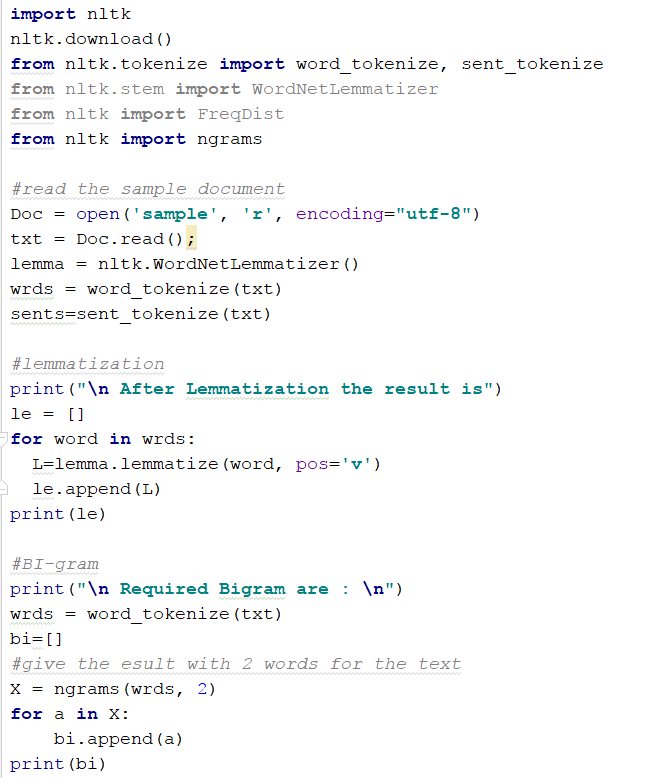 import nltk
nltk.download()
from nltk.tokenize import word_tokenize, sent_tokenize
from nltk.stem import WordNetLemmatizer
from nltk import FreqDist
from nltk import ngrams
#read the sample document
Doc = open('sample', 'r', encoding="utf-8")
txt = Doc.read();
lemma = nltk.WordNetLemmatizer()
wrds = word_tokenize(txt)
sents=sent_tokenize(txt)
#lemmatization
print("\n After Lemmatization the result is")
le = []
for word in wrds:
  L=lemma.lemmatize(word, pos='v')
  le.append(L)
print(le)
#BI-gram
print("\n Required Bigram are : \n")
wrds = word_tokenize(txt)
bi=[]
#give the esult with 2 words for the text
X = ngrams(wrds, 2)
for a in X:
    bi.append(a)
print(bi)